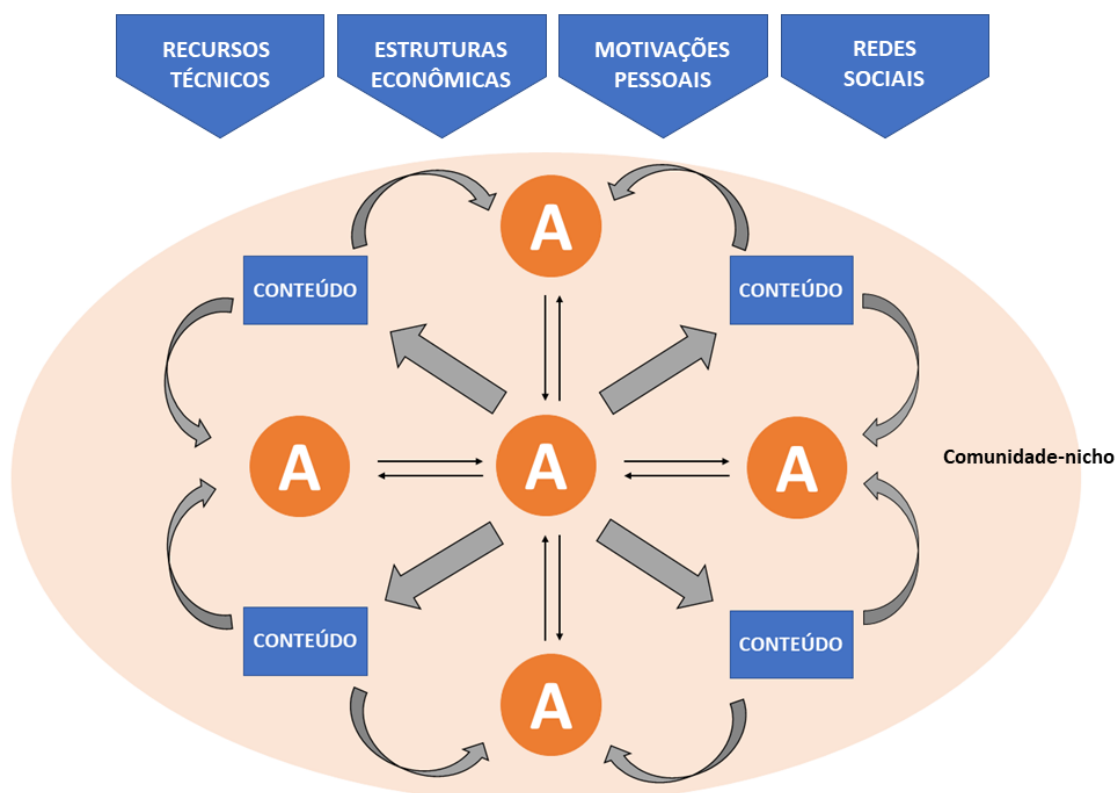 RECURSOS
TÉCNICOS
ESTRUTURAS
ECONÔMICAS
MOTIVAÇÕES
PESSOAIS
REDES
SOCIAIS
A
CONTEÚDO
CONTEÚDO
A
A
A
Comunidade-nicho
CONTEÚDO
CONTEÚDO
A